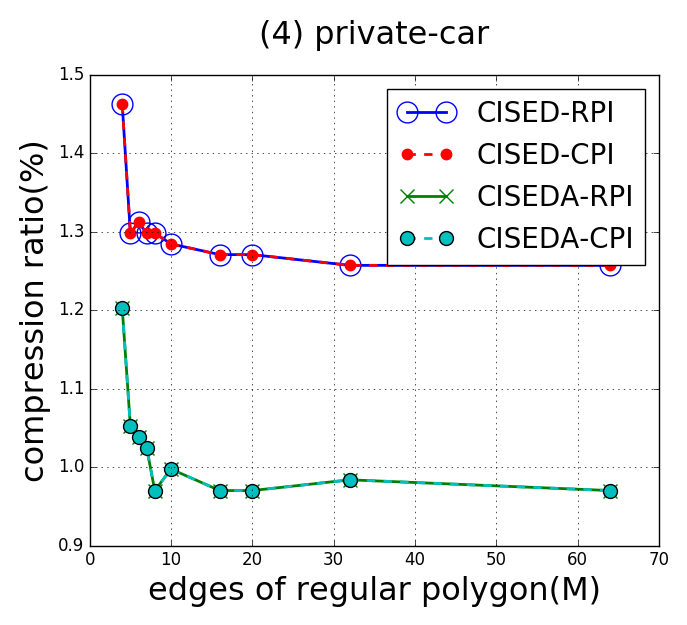 (4) private-car
compression ratio(%)
1.5
1.4
1.3
1.2
1.1
1.0
0.9
CISED-RPI
CISED-CPI
CISEDA-RPI
CISEDA-CPI
0 10 20 30 40 50 60 70
edges of regular polygon(M)